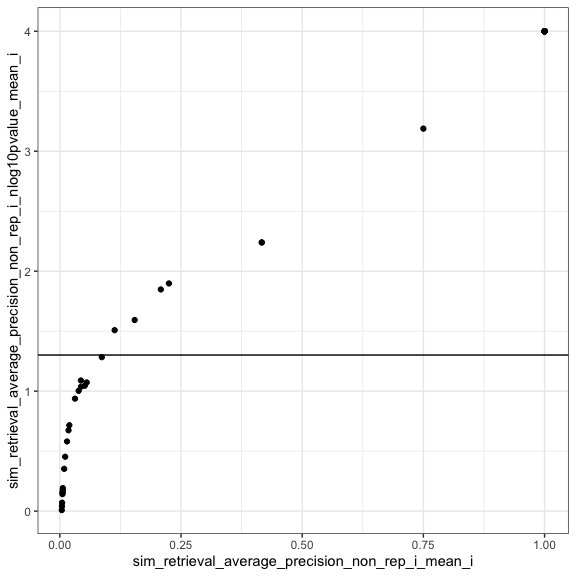 sim_retrieval_average_precision_non_rep_i_nlog10pvalue_mean_i
4
3
2
1
0
0.00 0.25 0.50 0.75 1.00
sim_retrieval_average_precision_non_rep_i_mean_i